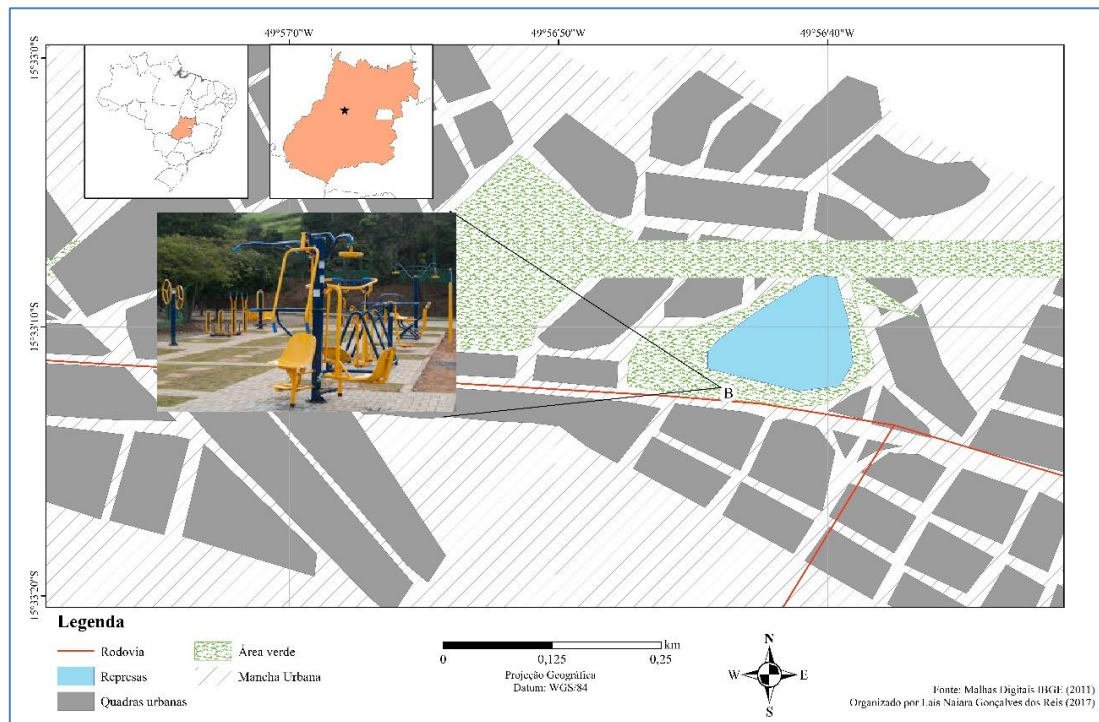 49°57'0"W
49°56'50"W
49°56'40"W
15°33'0"S
15°33'10"S
15°33'20"S
B
Legenda
Rodovia
Represas
Quadras urbanas
Área verde
Mancha Urbana
km
0
0,125
0,25
Projeção Geográfica
Datum: WGS/84
N
W
E
S
Fonte: Malhas Digitais IBGE (2011)
Organizado por Lais Naiara Gonçalves dos Reis (2017)